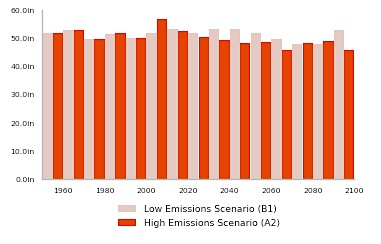 60.0in
50.0in
40.0in
30.0in
20.0in
10.0in
0.0in
1960 1980 2000 2020 2040 2060 2080 2100
Low Emissions Scenario (B1)
High Emissions Scenario (A2)